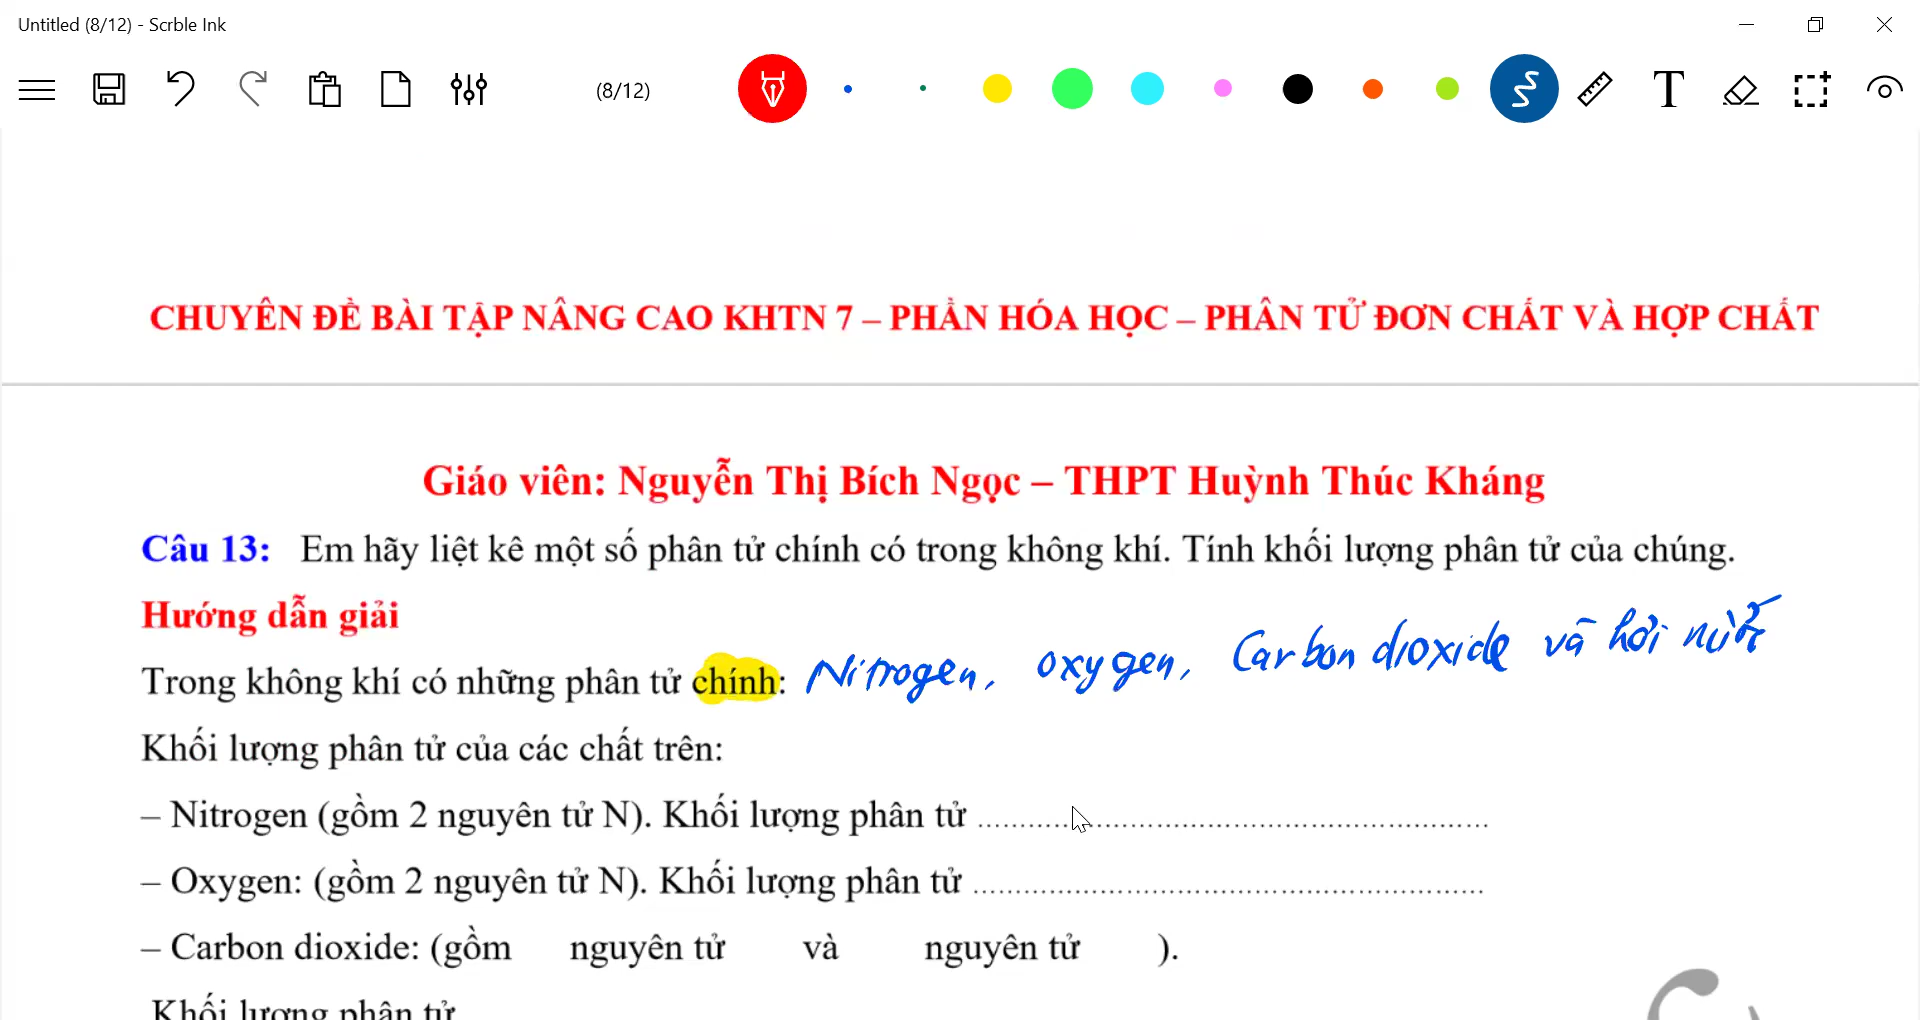 Untitled (8/12) - Scrble Ink
(8/12)
T
CHUYÊN ĐỀ BÀI TẬP NÂNG CAO KHTN 7 – PHẦN HÓA HỌC – PHÂN TỬ ĐƠN CHẤT VÀ HỢP CHẤT
Giáo viên: Nguyễn Thị Bích Ngọc – THPT Huỳnh Thúc Kháng
Câu 13: Em hãy liệt kê một số phân tử chính có trong không khí. Tính khối lượng phân tử của chúng.
Hướng dẫn giải
Trong không khí có những phân tử chính: Nitrogen, oxygen, Carbon dioxide và hơi nước
Khối lượng phân tử của các chất trên:
– Nitrogen (gồm 2 nguyên tử N). Khối lượng phân tử ............................................................
– Oxygen: (gồm 2 nguyên tử N). Khối lượng phân tử ............................................................
– Carbon dioxide: (gồm nguyên tử và nguyên tử ).
Khối lượng phân tử